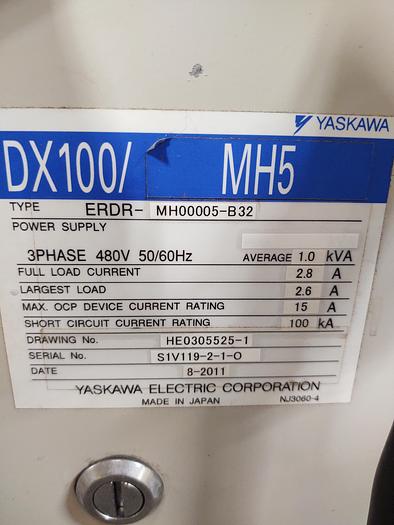 YASKAWA
DX100/ MH5
TYPE ERDR- MH00005-B32
POWER SUPPLY
3PHASE 480V 50/60Hz AVERAGE 1.0 kVA
FULL LOAD CURRENT 2.8 A
LARGEST LOAD 2.6 A
MAX. OCP DEVICE CURRENT RATING 15 A
SHORT CIRCUIT CURRENT RATING 100 kA
DRAWING No. HE0305525-1
SERIAL No. S1V119-2-1-0
DATE 8-2011
YASKAWA ELECTRIC CORPORATION
MADE IN JAPAN NJ3060-4